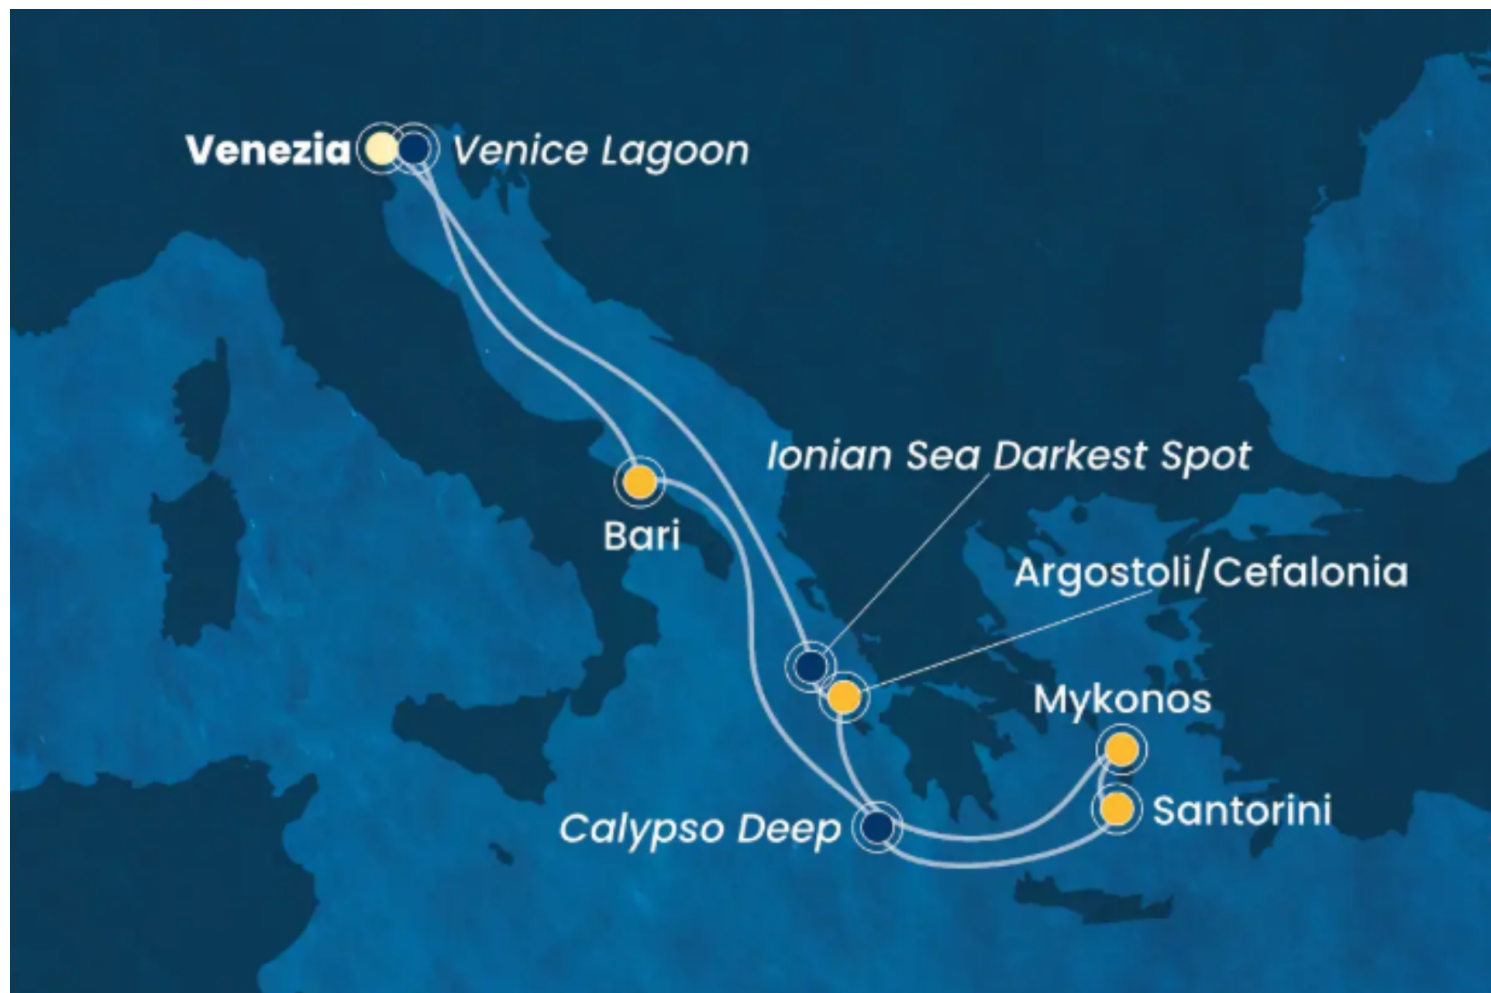 Venezia
Venice Lagoon
Ionian Sea Darkest Spot
Bari
Argostoli/Cefalonia
Mykonos
Santorini
Calypso Deep